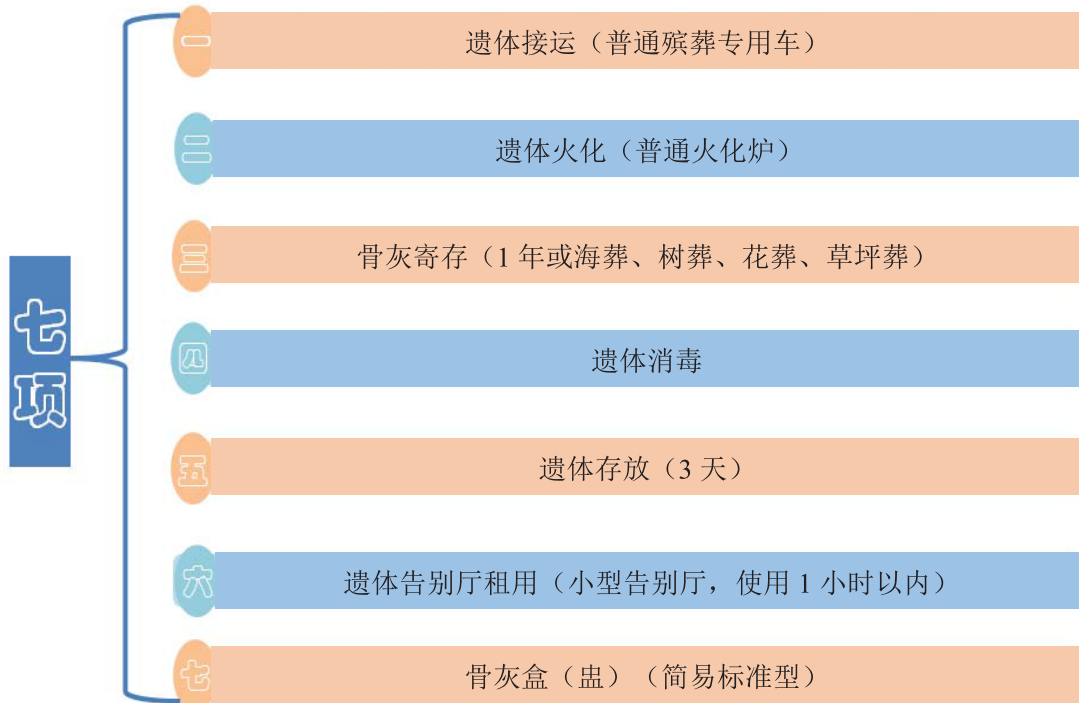 七项
一
遗体接运（普通殡葬专用车）
二
遗体火化（普通火化炉）
三
骨灰寄存（1 年或海葬、树葬、花葬、草坪葬）
四
遗体消毒
五
遗体存放（3 天）
六
遗体告别厅租用（小型告别厅，使用 1 小时以内）
七
骨灰盒（盅）（简易标准型）